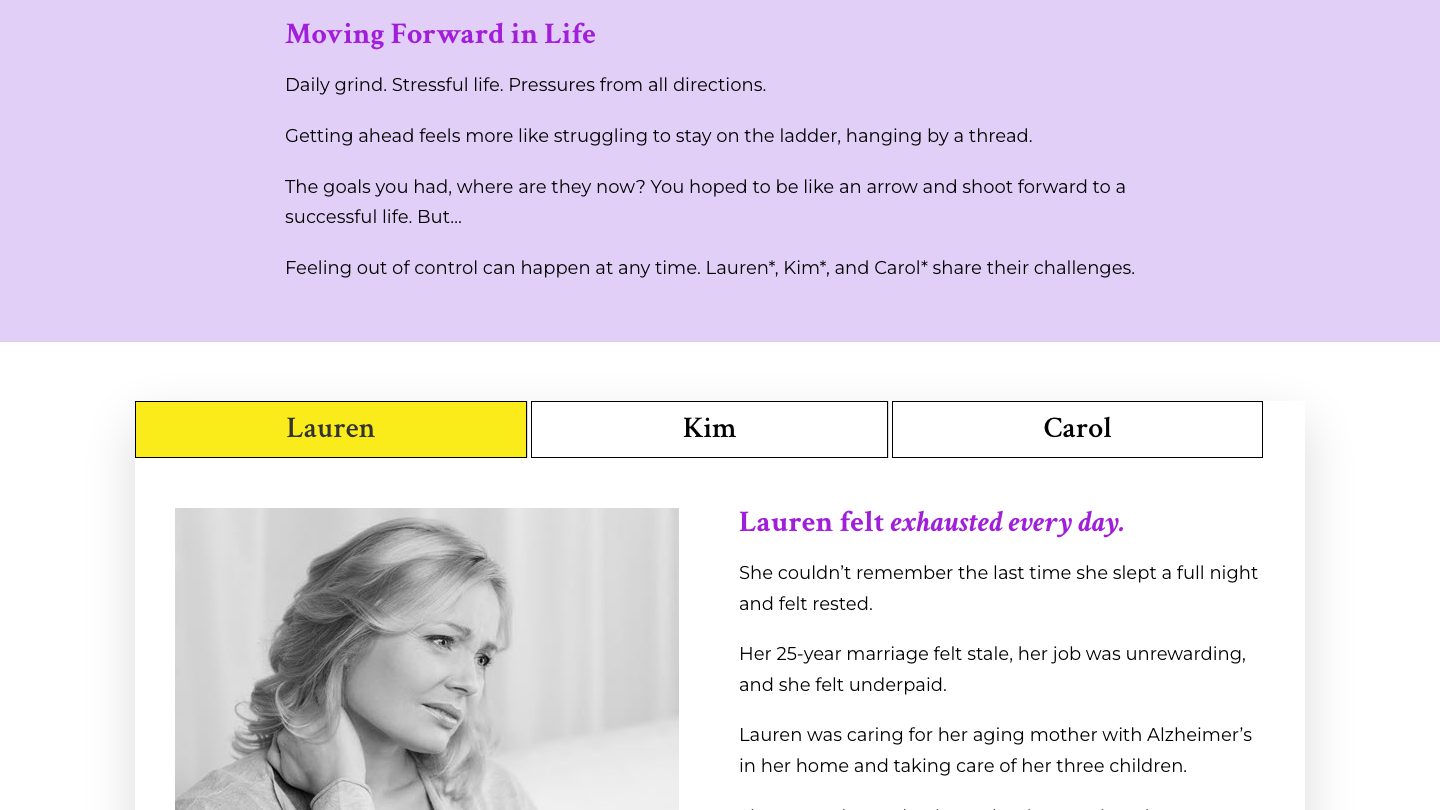 Moving Forward in Life
Daily grind. Stressful life. Pressures from all directions.
Getting ahead feels more like struggling to stay on the ladder, hanging by a thread.
The goals you had, where are they now? You hoped to be like an arrow and shoot forward to a
successful life. But…
Feeling out of control can happen at any time. Lauren*, Kim*, and Carol* share their challenges.
Lauren
Kim
Carol
Lauren felt exhausted every day.
She couldn’t remember the last time she slept a full night
and felt rested.
Her 25-year marriage felt stale, her job was unrewarding,
and she felt underpaid.
Lauren was caring for her aging mother with Alzheimer’s
in her home and taking care of her three children.